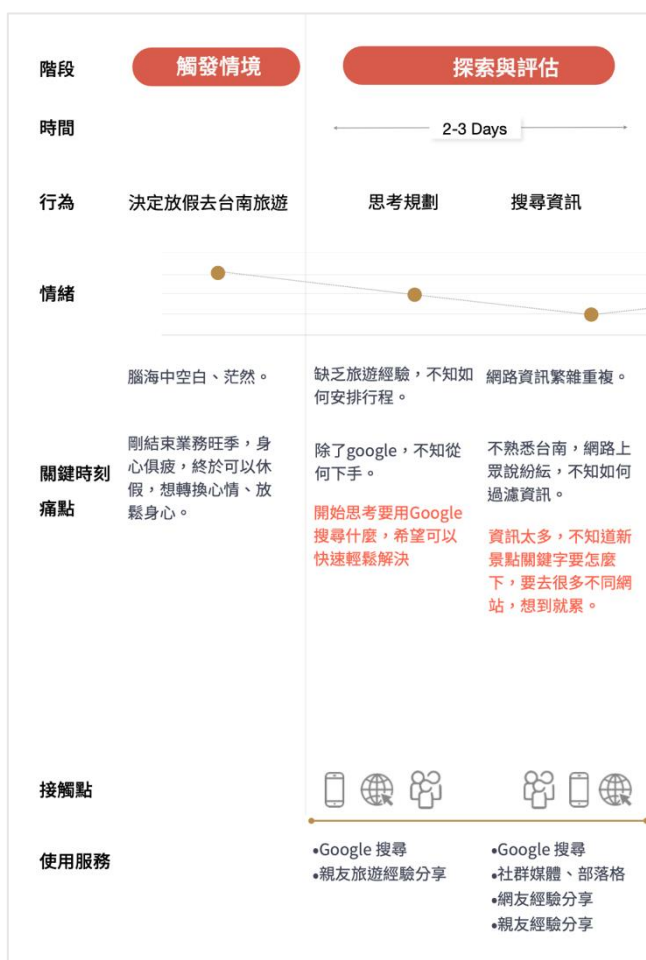 階段
觸發情境
探索與評估
時間
2-3 Days
行為
決定放假去台南旅遊
思考規劃
搜尋資訊
情緒
關鍵時刻
痛點
腦海中空白、茫然。
剛結束業務旺季，身
心俱疲，終於可以休
假，想轉換心情、放
鬆身心。
缺乏旅遊經驗，不知如
何安排行程。
除了google，不知從
何下手。
開始思考要用Google
搜尋什麼，希望可以
快速輕鬆解決
網路資訊繁雜重複。
不熟悉台南，網路上
眾說紛紜，不知如何
過濾資訊。
資訊太多，不知道新
景點關鍵字要怎麼
下，要去很多不同網
站，想到就累。
接觸點
使用服務
•Google 搜尋
•親友旅遊經驗分享
•Google 搜尋
•社群媒體、部落格
•網友經驗分享
•親友經驗分享